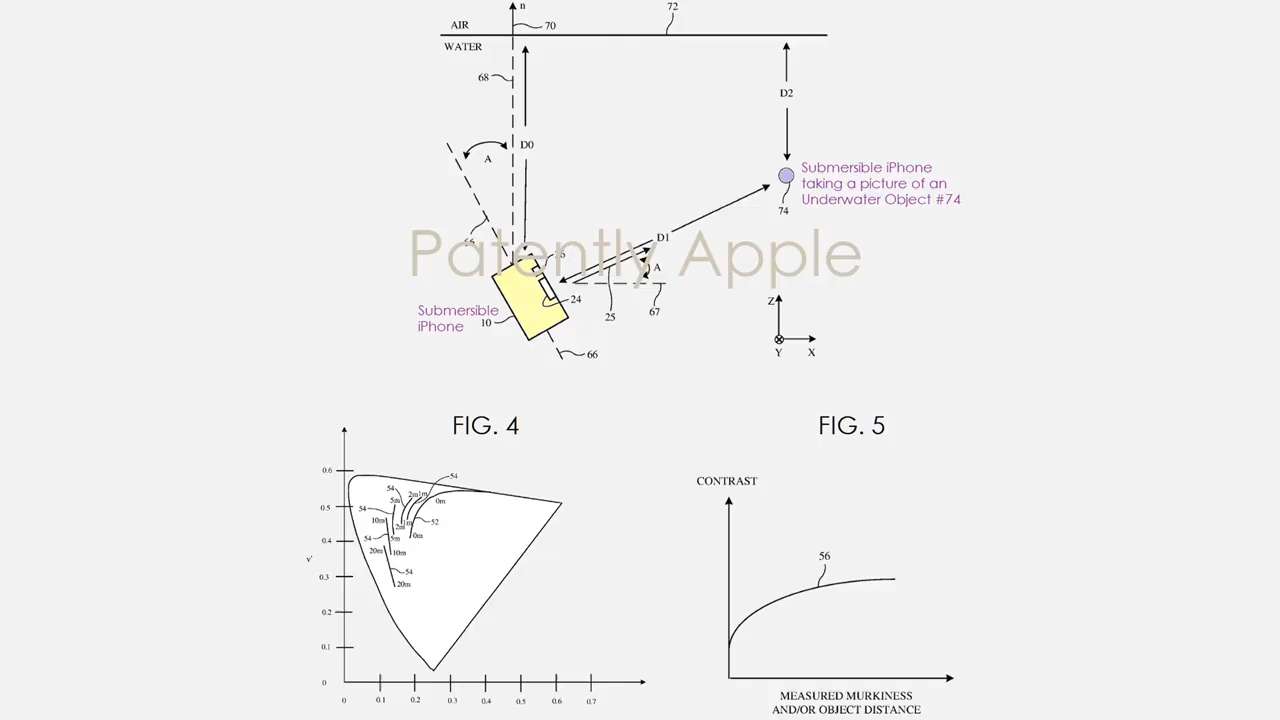 n
AIR
70
72
WATER
68
D0
D2
A
Submersible iPhone
taking a picture of an
Underwater Object #74
74
66
D1
Patently Apple
A
24
Submersible
iPhone
10
25
67
Z
Y
X
66
FIG. 4
FIG. 5
0.6
0.5
0.4
v'
0.3
0.2
0.1
0
54
54
2m
1m
0m
5m
54
10m
2m
1m
52
0m
54
5m
20m
10m
54
20m
0
0.1
0.2
0.3
0.4
0.5
0.6
0.7
CONTRAST
56
MEASURED MURKINESS
AND/OR OBJECT DISTANCE